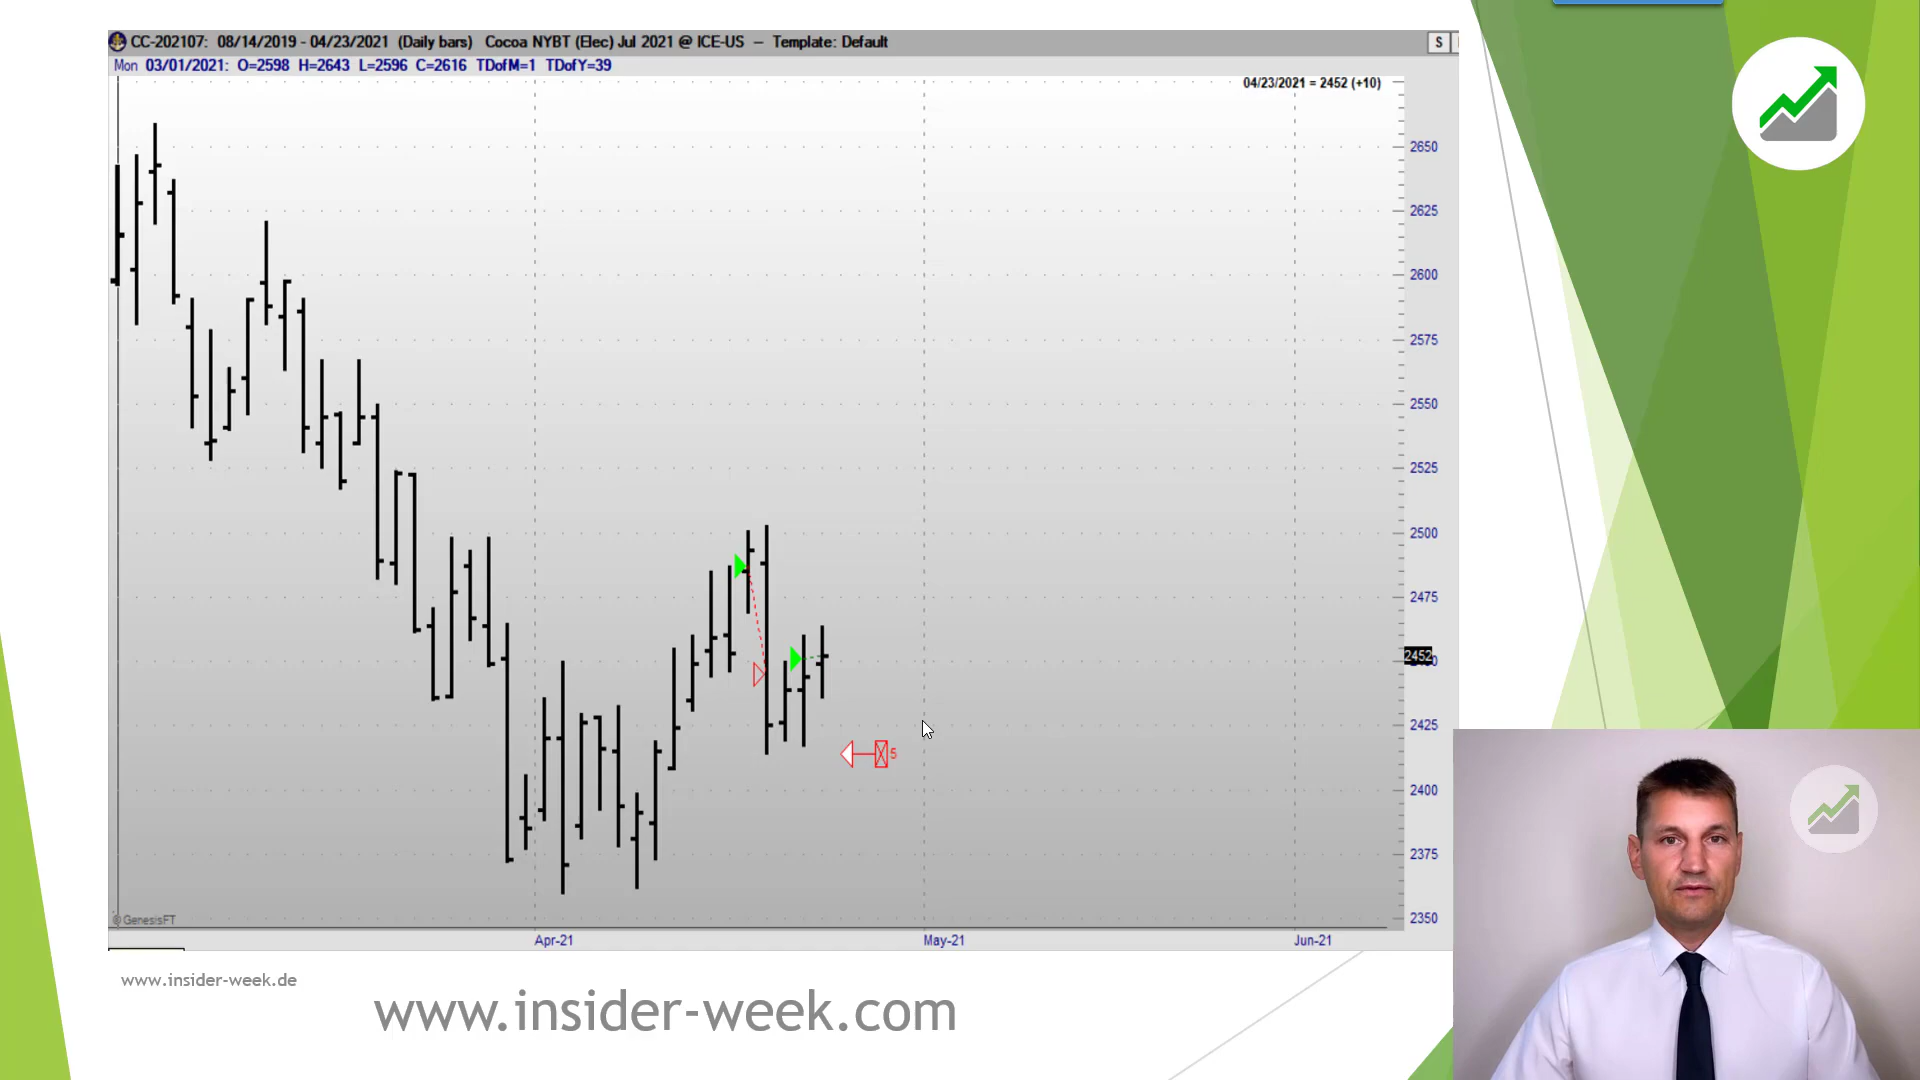 CC-202107: 08/14/2019 - 04/23/2021 (Daily bars) Cocoa NYBT (Elec) Jul 2021 @ ICE-US — Template: Default
S
Mon 03/01/2021: O=2598 H=2643 L=2596 C=2616 TDofM=1 TDofY=39
04/23/2021 = 2452 (+10)
2650
2625
2600
2575
2550
2525
2500
2475
2452
2425
2400
2375
2350
5
© GenesisFT
Apr-21
May-21
Jun-21
www.insider-week.de
www.insider-week.com